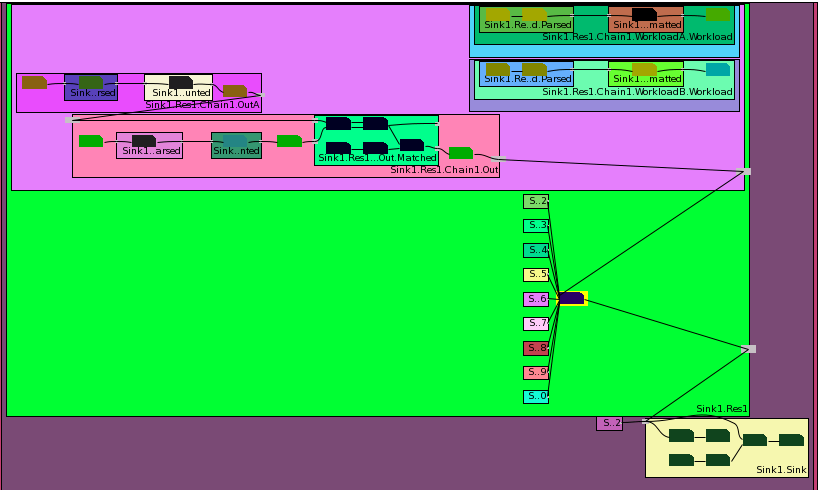 Sink1.Re..d.Parsed
Sink1...matted
Sink1.Res1.Chain1.WorkloadA.Workload
Sink1.Re..d.Parsed
Sink1...matted
Sink1.Res1.Chain1.WorkloadB.Workload
Sink..rsed
Sink1...unted
Sink1.Res1.Chain1.OutA
Sink1..arsed
Sink..nted
Sink1.Res1...Out.Matched
Sink1.Res1.Chain1.Out
S..2
S..3
S..4
S..5
S..6
S..7
S..8
S..9
S..0
Sink1.Res1
S..2
Sink1.Sink